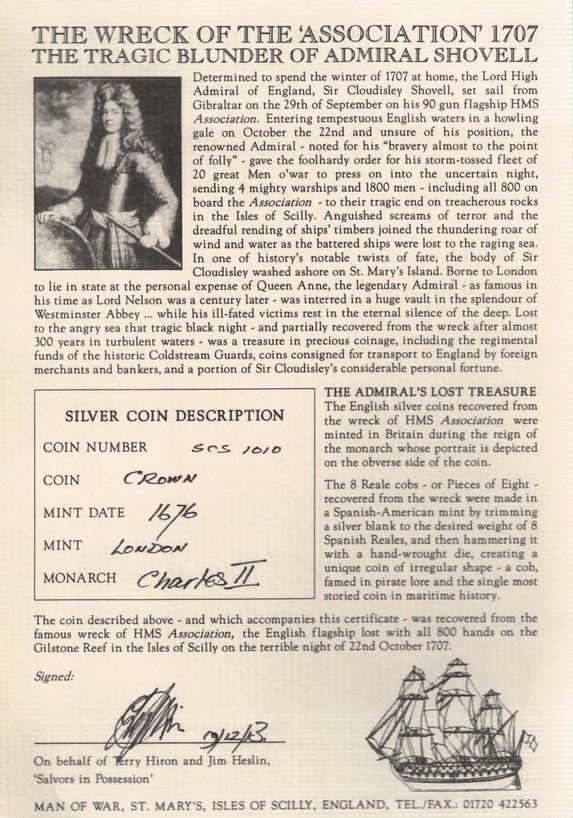 THE WRECK OF THE 'ASSOCIATION' 1707
THE TRAGIC BLUNDER OF ADMIRAL SHOVELL
Determined to spend the winter of 1707 at home, the Lord High
Admiral of England, Sir Cloudisley Shovell, set sail from
Gibraltar on the 29th of September on his 90 gun flagship HMS
Association. Entering tempestuous English waters in a howling
gale on October the 22nd and unsure of his position, the
renowned Admiral - noted for his "bravery almost to the point
of folly" - gave the foolhardy order for his storm-tossed fleet of
20 great Men o'war to press on into the uncertain night,
sending 4 mighty warships and 1800 men - including all 800 on
board the Association - to their tragic end on treacherous rocks
in the Isles of Scilly. Anguished screams of terror and the
dreadful rending of ships' timbers joined the thundering roar of
wind and water as the battered ships were lost to the raging sea.
In one of history's notable twists of fate, the body of Sir
Cloudisley washed ashore on St. Mary's Island. Borne to London
to lie in state at the personal expense of Queen Anne, the legendary Admiral - as famous in
his time as Lord Nelson was a century later - was interred in a huge vault in the splendour of
Westminster Abbey ... while his ill-fated victims rest in the eternal silence of the deep. Lost
to the angry sea that tragic black night - and partially recovered from the wreck after almost
300 years in turbulent waters - was a treasure in precious coinage, including the regimental
funds of the historic Coldstream Guards, coins consigned for transport to England by foreign
merchants and bankers, and a portion of Sir Cloudisley's considerable personal fortune.
SILVER COIN DESCRIPTION
COIN NUMBER SCS 1010
COIN CROWN
MINT DATE 1676
MINT LONDON
MONARCH Charles II
THE ADMIRAL'S LOST TREASURE
The English silver coins recovered from
the wreck of HMS Association were
minted in Britain during the reign of
the monarch whose portrait is depicted
on the obverse side of the coin.
The 8 Reale cobs - or Pieces of Eight -
recovered from the wreck were made in
a Spanish-American mint by trimming
a silver blank to the desired weight of 8
Spanish Reales, and then hammering it
with a hand-wrought die, creating a
unique coin of irregular shape - a cob,
famed in pirate lore and the single most
storied coin in maritime history.
The coin described above - and which accompanies this certificate - was recovered from the
famous wreck of HMS Association, the English flagship lost with all 800 hands on the
Gilstone Reef in the Isles of Scilly on the terrible night of 22nd October 1707.
Signed:
On behalf of Terry Hiron and Jim Heslin,
'Salvors in Possession'
MAN OF WAR, ST. MARY'S, ISLES OF SCILLY, ENGLAND, TEL./FAX.: 01720 422563